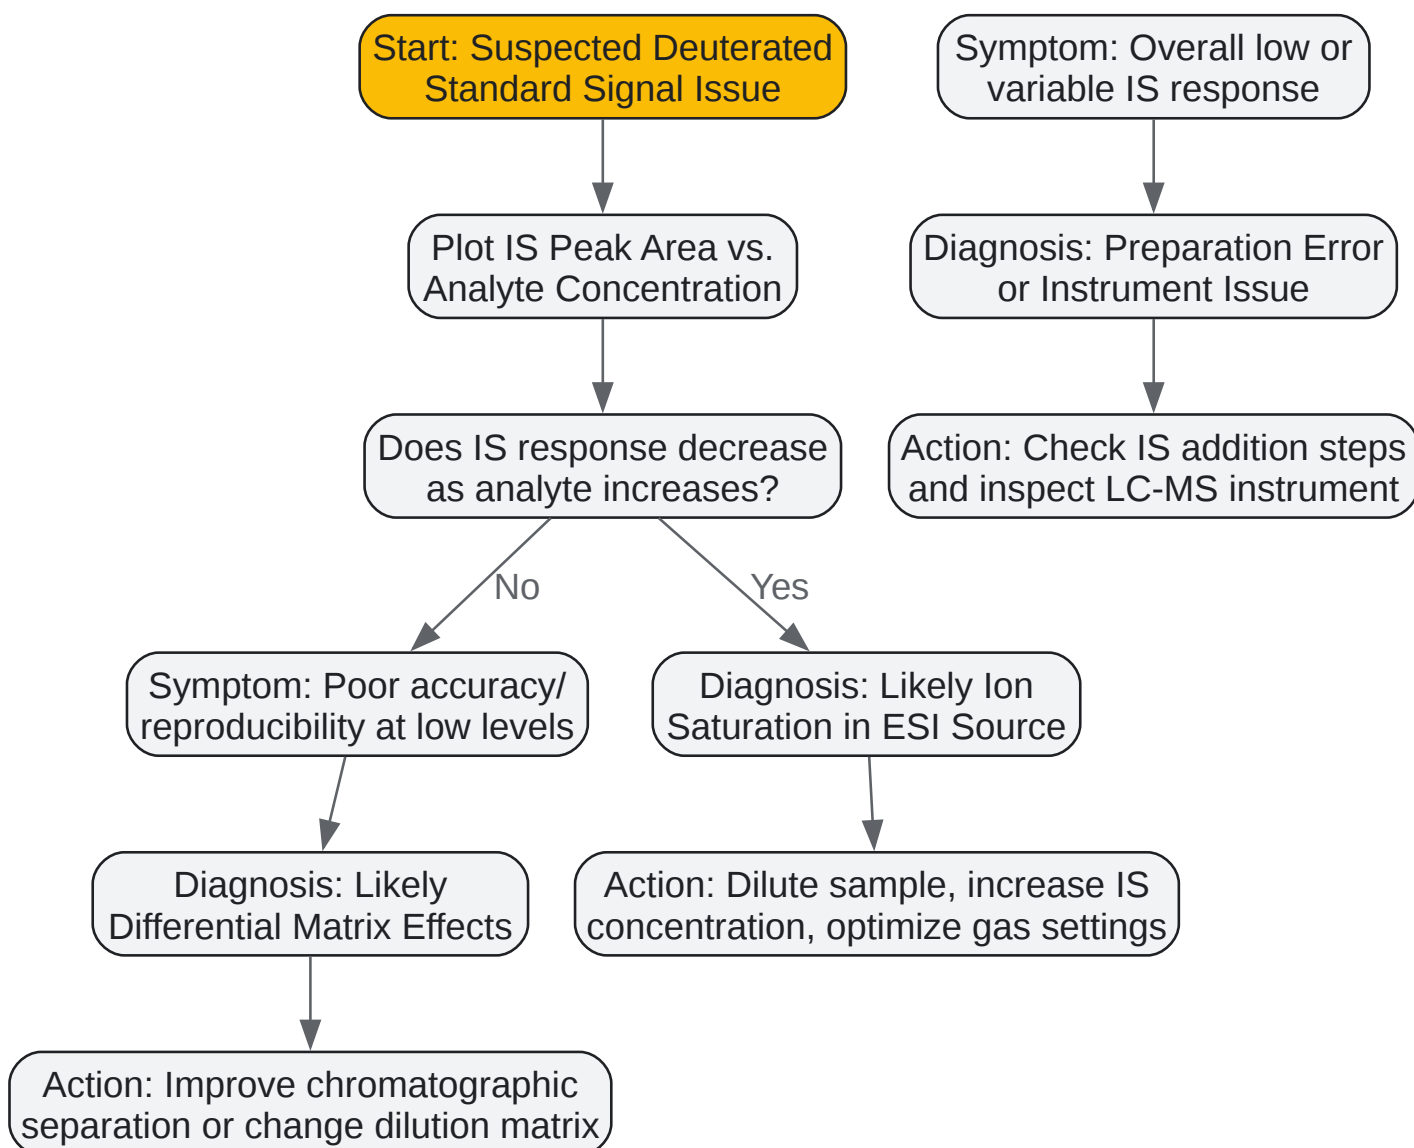 Start: Suspected Deuterated
Standard Signal Issue
Symptom: Overall low or
variable IS response
Plot IS Peak Area vs.
Analyte Concentration
Diagnosis: Preparation Error
or Instrument Issue
Does IS response decrease
as analyte increases?
Action: Check IS addition steps
and inspect LC-MS instrument
No
Yes
Symptom: Poor accuracy/
reproducibility at low levels
Diagnosis: Likely Ion
Saturation in ESI Source
Diagnosis: Likely
Differential Matrix Effects
Action: Dilute sample, increase IS
concentration, optimize gas settings
Action: Improve chromatographic
separation or change dilution matrix